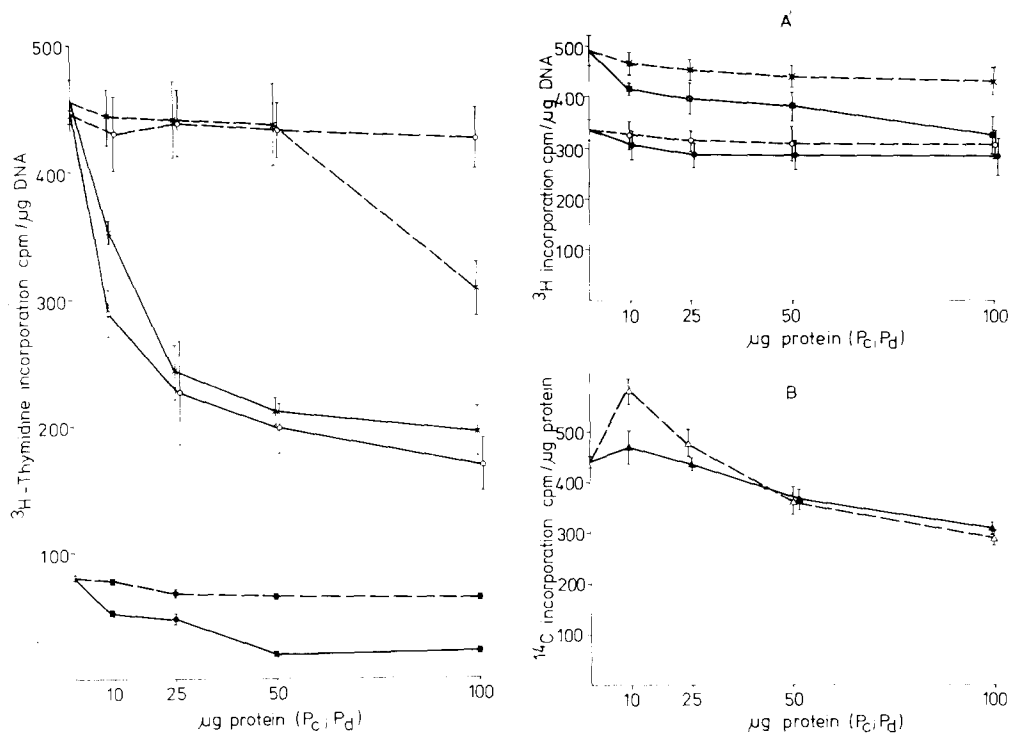 500
400
300
200
100
³H-Thymidine incorporation cpm/µg DNA
10 25 50 100
µg protein (Pc, Pd)
A
500
400
300
200
100
³H incorporation cpm/µg DNA
10 25 50 100
µg protein (Pc, Pd)
B
500
400
300
200
100
¹⁴C incorporation cpm/µg protein
10 25 50 100
µg protein (Pc, Pd)